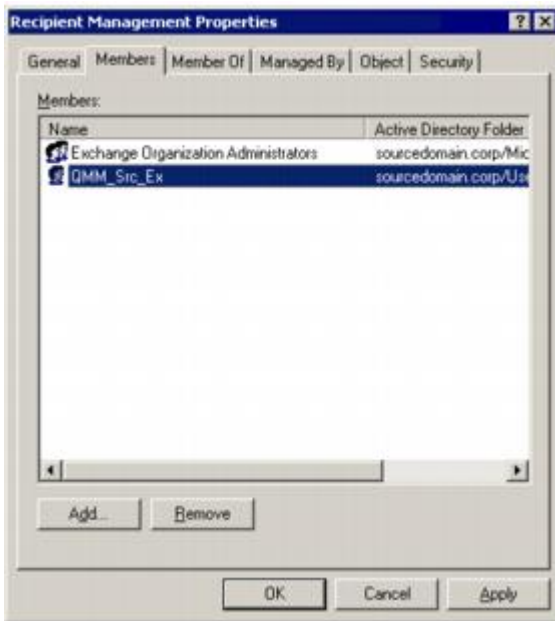 Recipient Management Properties
General Members Member Of Managed By Object Security
Members:
Name Active Directory Folder
Exchange Organization Administrators sourcedomain.corp/Mic
QMM_Src_Ex sourcedomain.corp/Use
Add... Remove
OK Cancel Apply